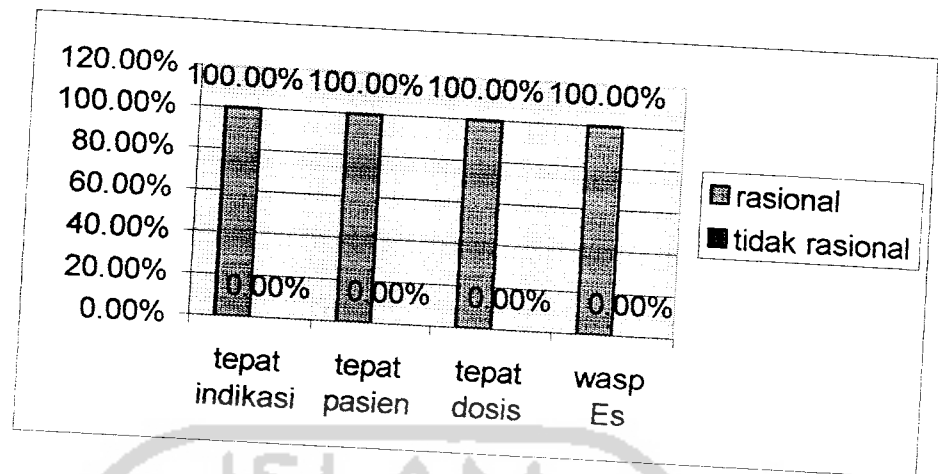 120.00%
100.00%
80.00%
60.00%
40.00%
20.00%
0.00%
100.00% 100.00% 100.00% 100.00%
0.00% 0.00% 0.00% 0.00%
tepat indikasi
tepat pasien
tepat dosis
wasp Es
rasional
tidak rasional
ISLAN